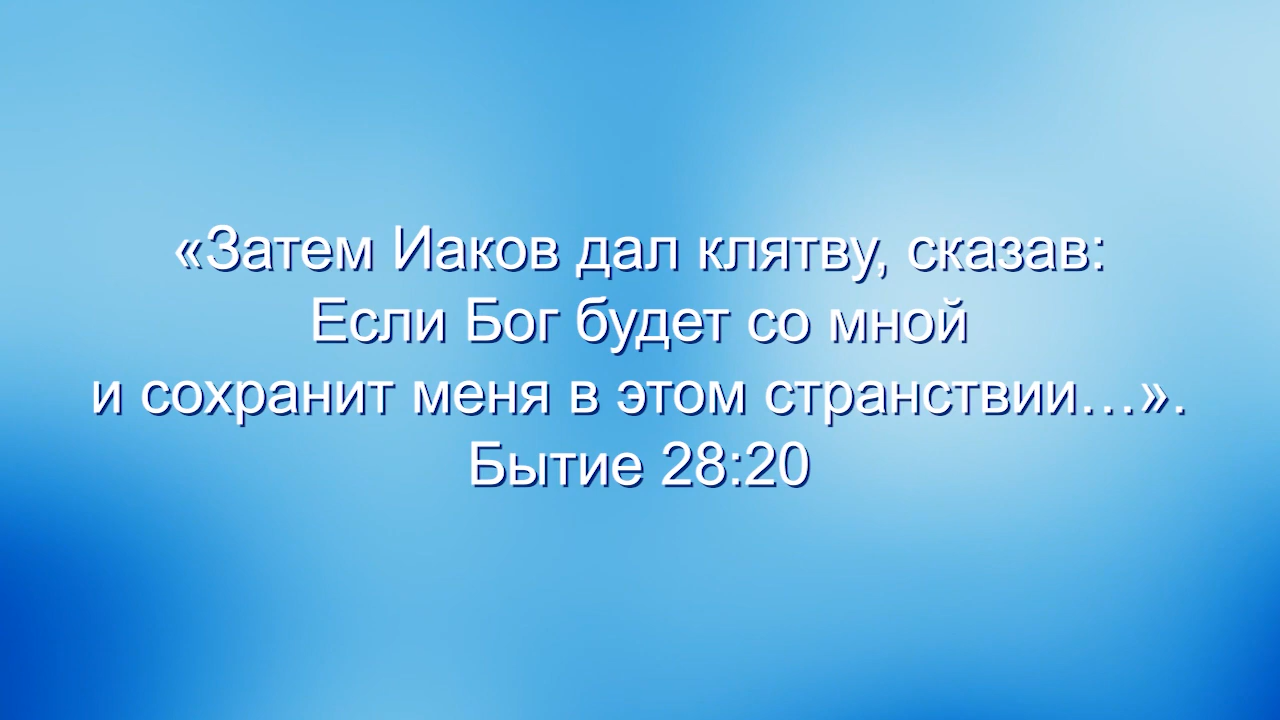 «Затем Иаков дал клятву, сказав:
Если Бог будет со мной
и сохранит меня в этом странствии…».
Бытие 28:20